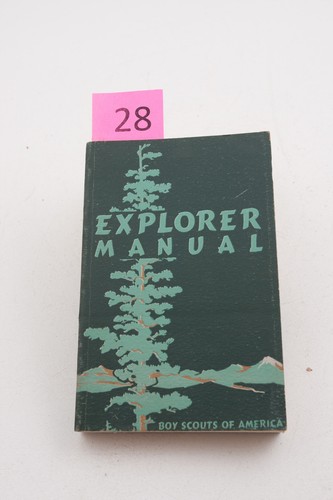 28
EXPLORER
MANUAL
BOY SCOUTS OF AMERICA